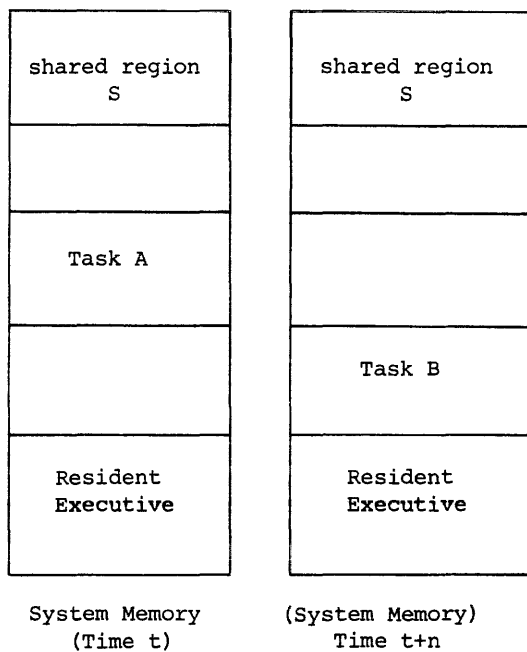 shared region
S
Task A
Resident
Executive
System Memory
(Time t)
shared region
S
Task B
Resident
Executive
(System Memory)
Time t+n